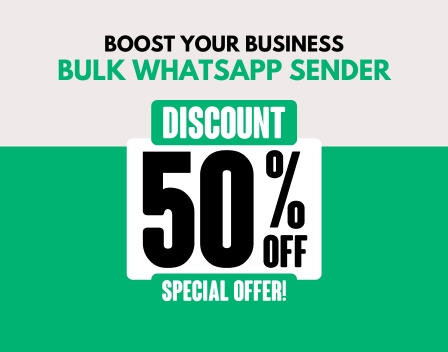 BOOST YOUR BUSINESS
BULK WHATSAPP SENDER
DISCOUNT
50%
OFF
SPECIAL OFFER!